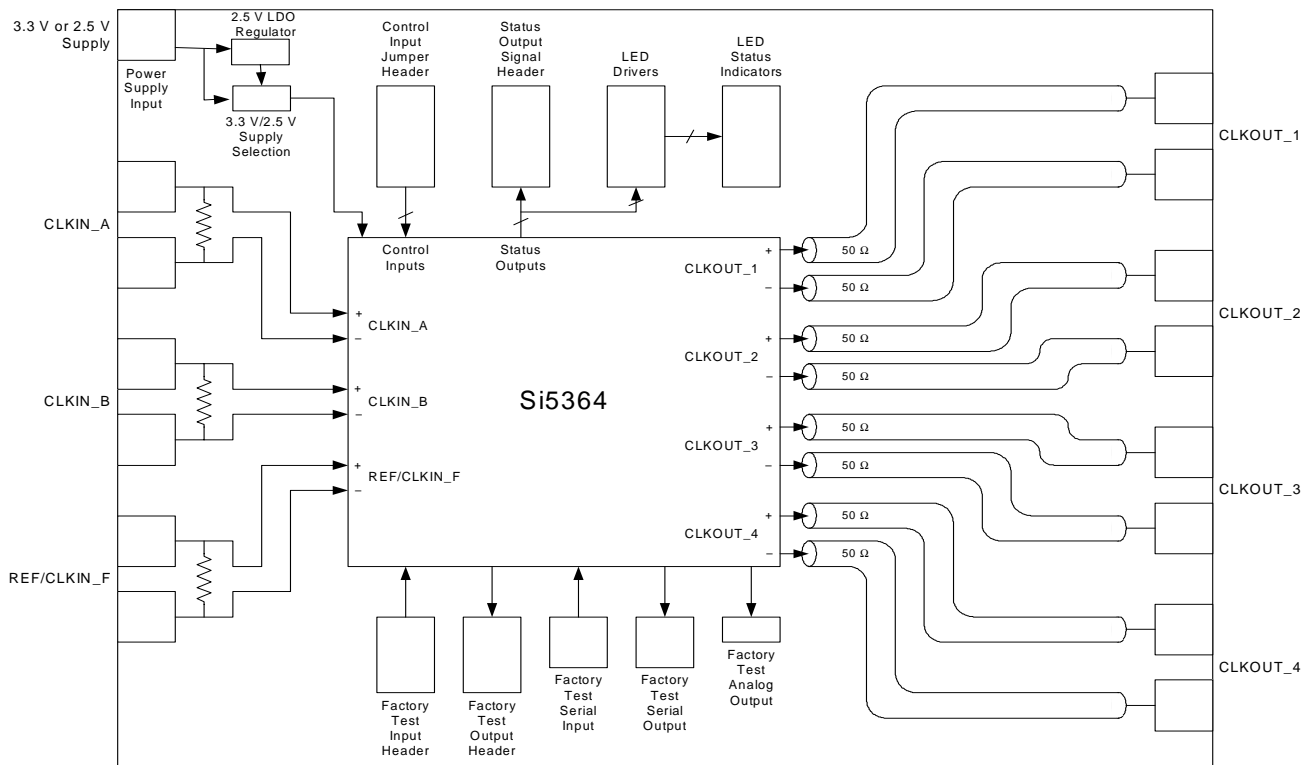 3.3 V or 2.5 V
Supply
Power
Supply
Input
2.5 V LDO
Regulator
3.3 V/2.5 V
Supply
Selection
Control
Input
Jumper
Header
Status
Output
Signal
Header
LED
Drivers
LED
Status
Indicators
CLKIN_A
CLKIN_B
REF/CLKIN_F
Control
Inputs
Status
Outputs
+
CLKIN_A
–
+
CLKIN_B
–
+
REF/CLKIN_F
–
Si5364
+
CLKOUT_1
–
+
CLKOUT_2
–
+
CLKOUT_3
–
+
CLKOUT_4
–
50 Ω
50 Ω
50 Ω
50 Ω
50 Ω
50 Ω
50 Ω
50 Ω
CLKOUT_1
CLKOUT_2
CLKOUT_3
CLKOUT_4
Factory
Test
Input
Header
Factory
Test
Output
Header
Factory
Test
Serial
Input
Factory
Test
Serial
Output
Factory
Test
Analog
Output